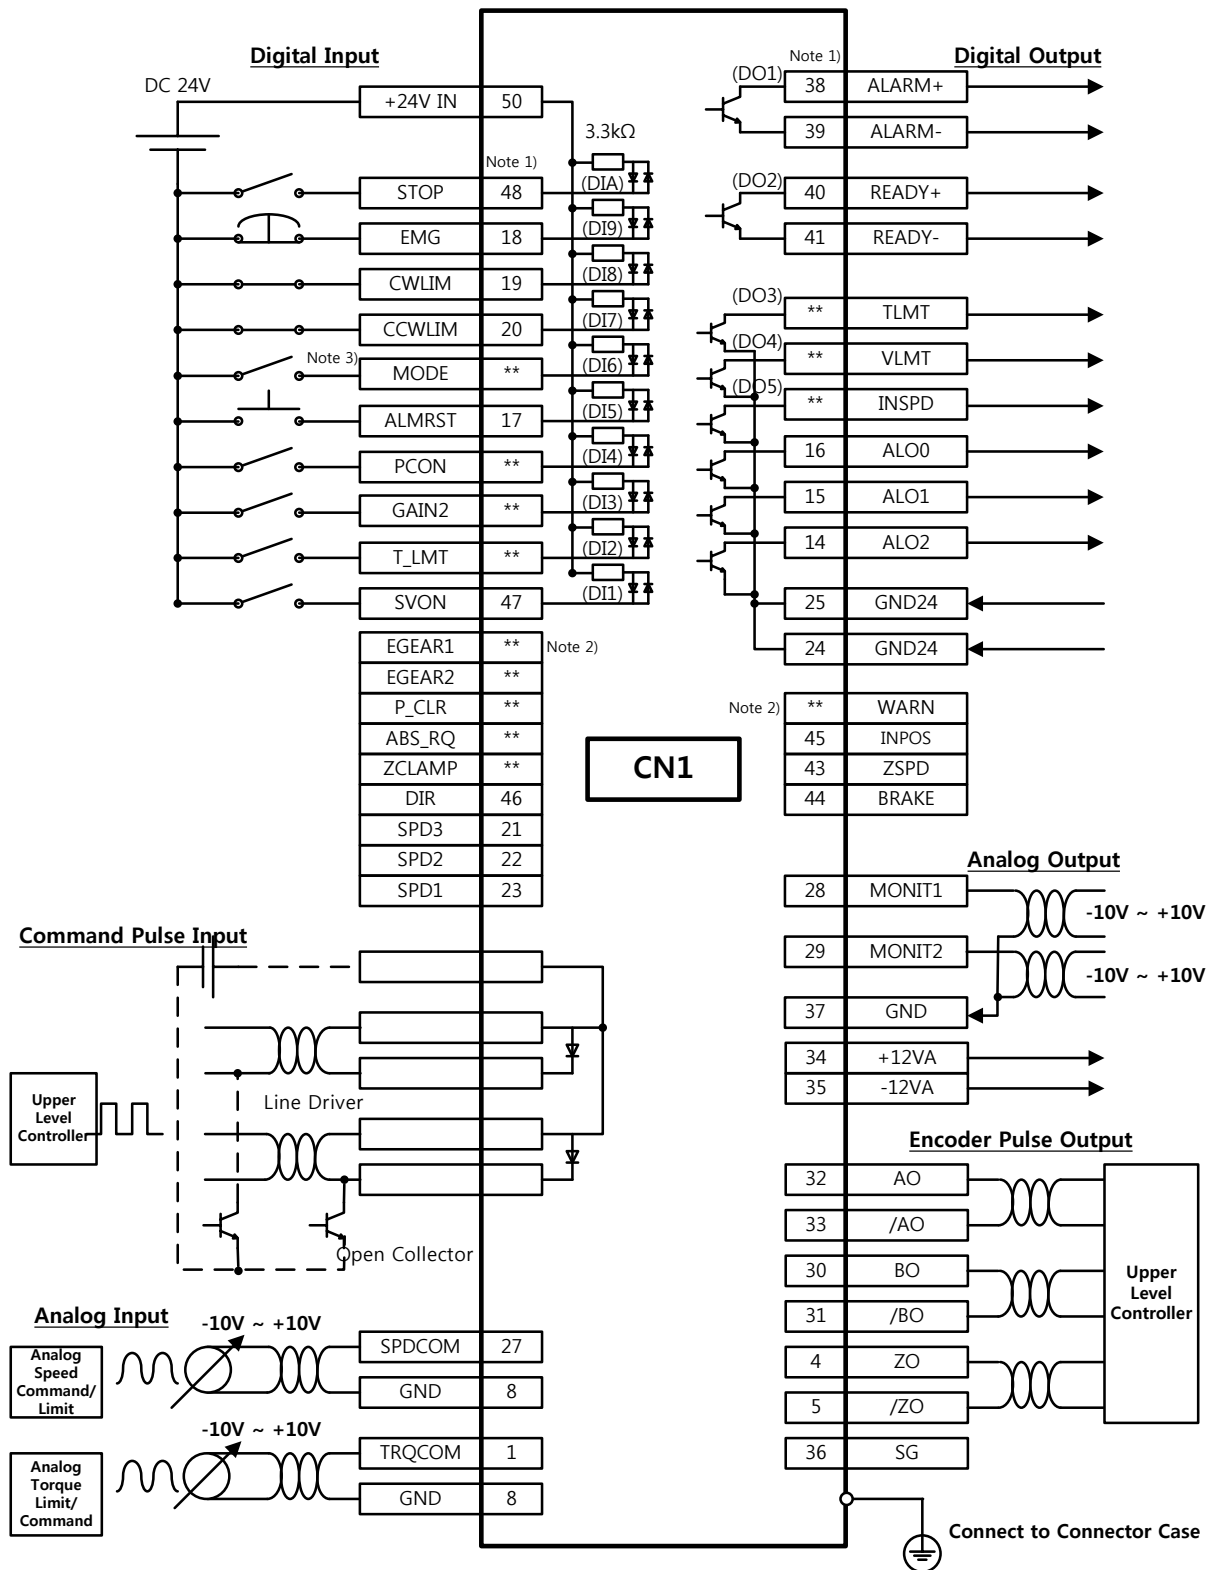 Digital Input
DC 24V
+24V IN 50
3.3kΩ
Note 1)
STOP 48 (DIA)
EMG 18 (DI9)
CWLIM 19 (DI8)
CCWLIM 20 (DI7)
Note 3) MODE ** (DI6)
ALMRST 17 (DI5)
PCON ** (DI4)
GAIN2 ** (DI3)
T_LMT ** (DI2)
SVON 47 (DI1)
EGEAR1 ** Note 2)
EGEAR2 **
P_CLR **
ABS_RQ **
ZCLAMP **
DIR 46
SPD3 21
SPD2 22
SPD1 23
CN1
Note 1) Digital Output
(DO1) 38 ALARM+
39 ALARM-
(DO2) 40 READY+
41 READY-
(DO3) ** TLMT
(DO4) ** VLMT
(DO5) ** INSPD
16 ALO0
15 ALO1
14 ALO2
25 GND24
24 GND24
Note 2) ** WARN
45 INPOS
43 ZSPD
44 BRAKE
Analog Output
28 MONIT1 -10V ~ +10V
29 MONIT2 -10V ~ +10V
37 GND
34 +12VA
35 -12VA
Command Pulse Input
Upper
Level
Controller
Line Driver
Open Collector
Encoder Pulse Output
32 AO
33 /AO
30 BO
31 /BO
4 ZO
5 /ZO
36 SG
Upper
Level
Controller
Analog Input
-10V ~ +10V
Analog
Speed
Command/
Limit
SPDCOM 27
GND 8
-10V ~ +10V
Analog
Torque
Limit/
Command
TRQCOM 1
GND 8
Connect to Connector Case